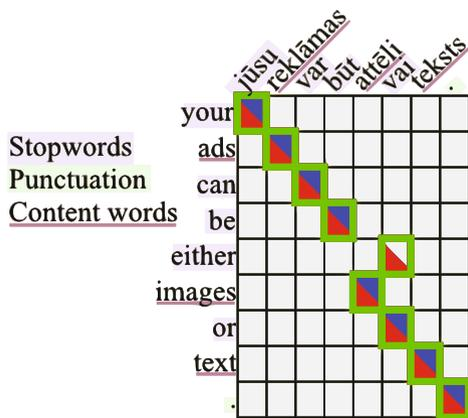 jūsu
reklāmas
var
būt
attēli
vai
teksts
.
Stopwords
Punctuation
Content words
your
ads
can
be
either
images
or
text
.